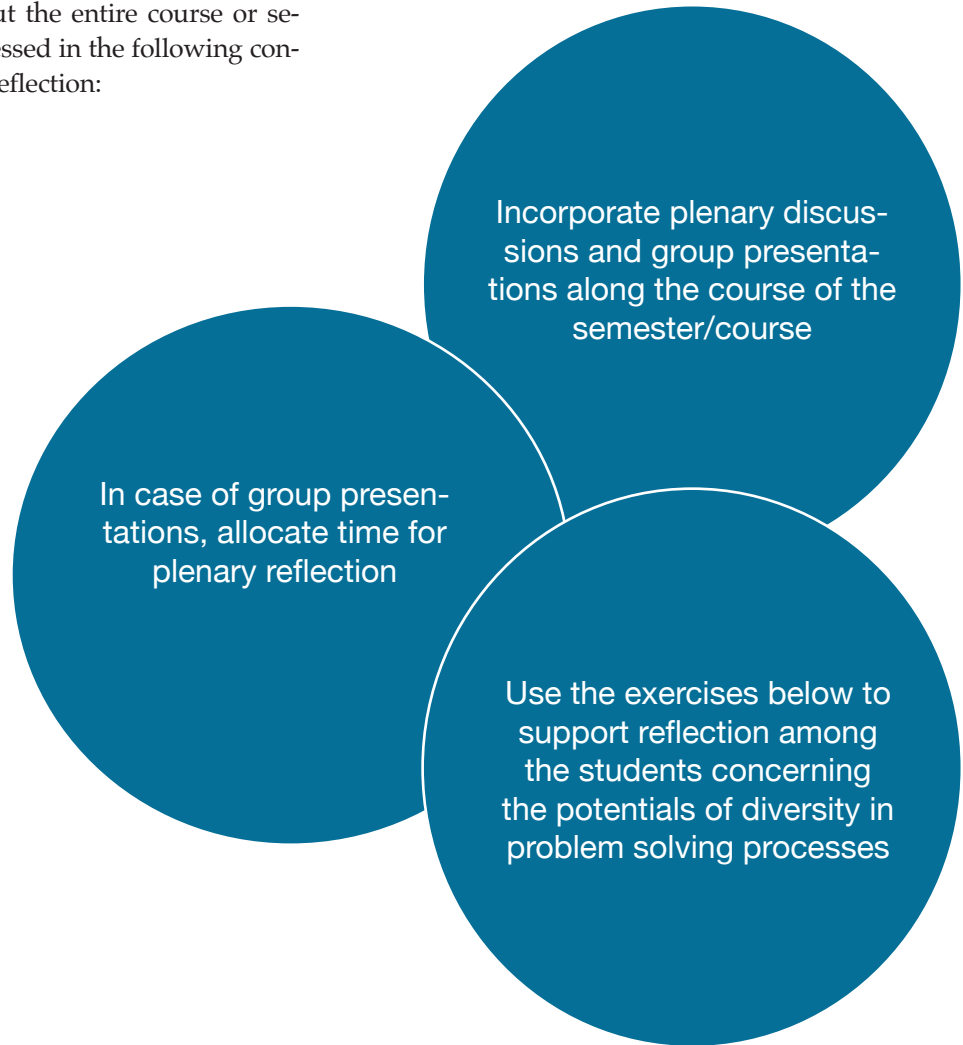 ut the entire course or se-
essed in the following con-
eflection:
Incorporate plenary discus-
sions and group presenta-
tions along the course of the
semester/course
In case of group presen-
tations, allocate time for
plenary reflection
Use the exercises below to
support reflection among
the students concerning
the potentials of diversity in
problem solving processes